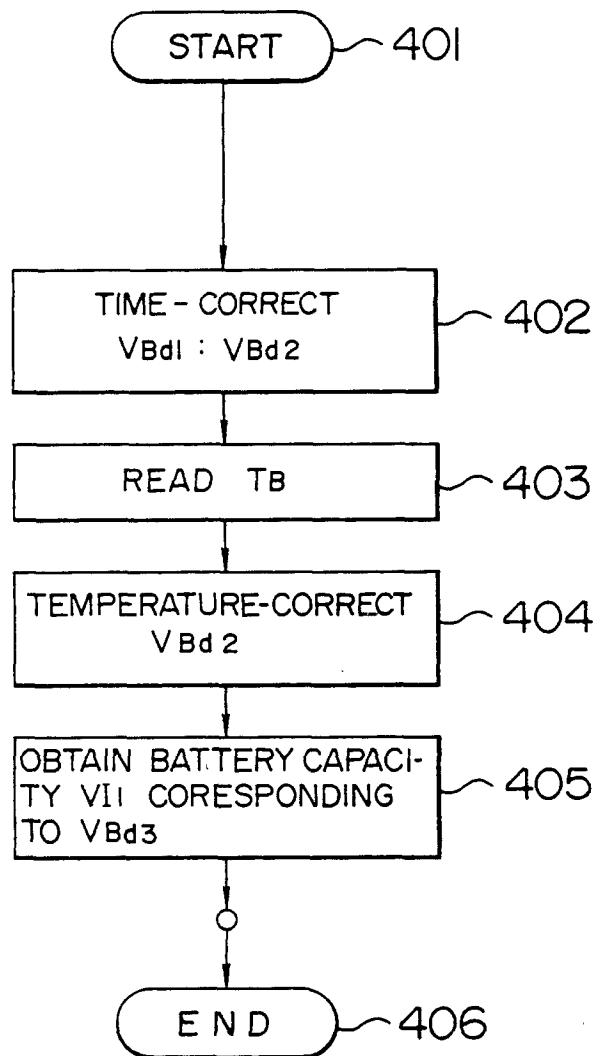 START 401
TIME-CORRECT
VBd1 : VBd2
402
READ TB 403
TEMPERATURE-CORRECT
VBd2
404
OBTAIN BATTERY CAPACI-
TY VI1 CORESPONDING
TO VBd3
405
END 406